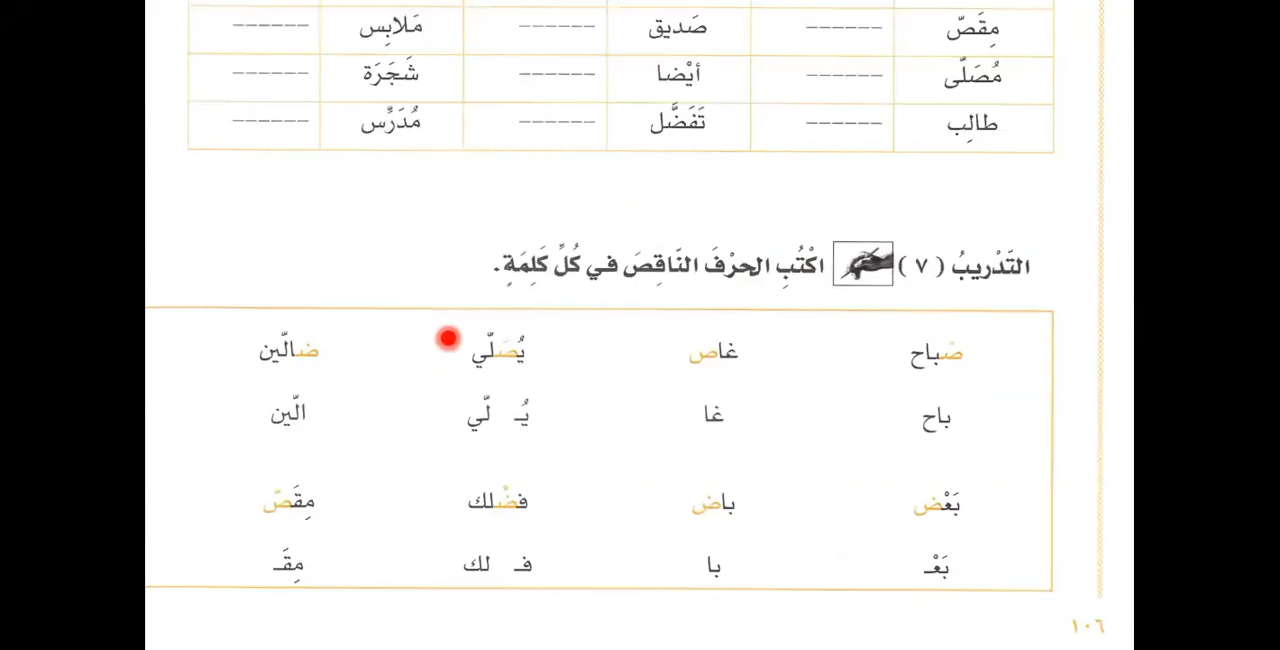 مِقَصّ ------ صَديق ------ مَلابِس ------
مُصَلّى ------ أيْضا ------ شَجَرَة ------
طالِب ------ تَفَضَّل ------ مُدَرِّس ------
التَّدْريبُ ( ٧ ) اكْتُبِ الحرْفَ النّاقِصَ في كُلِّ كَلِمَةٍ.
صَباح غاص يُصَلّي ضالّين
باح غا يُـ لّي الّين
بَعْض باض فضْلك مِقَصّ
بَعْـ با فـ لك مِقَـ
١٠٦